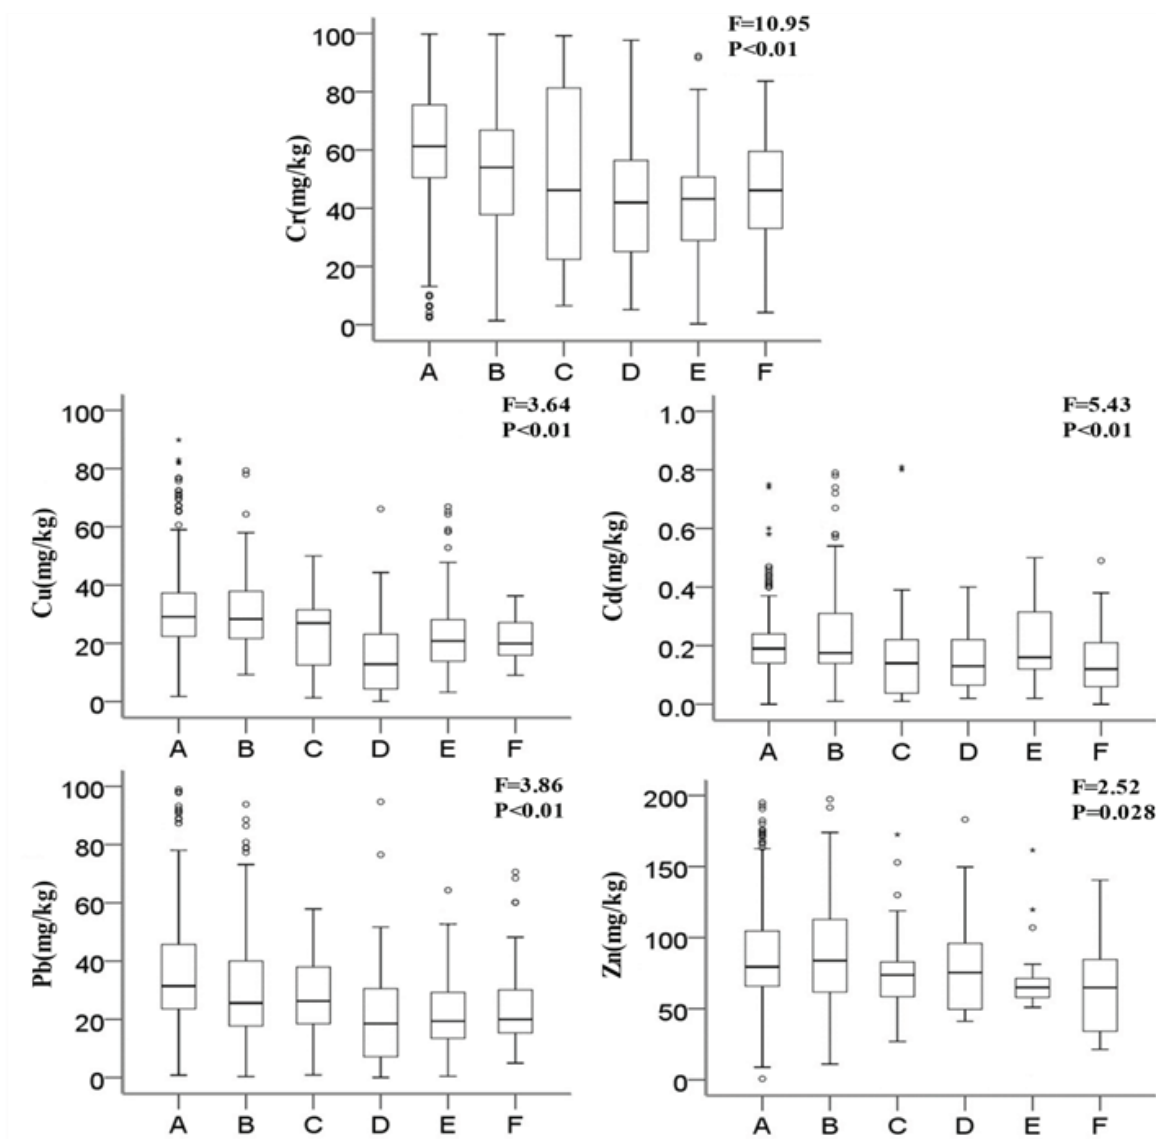 F=10.95
P<0.01
Cr(mg/kg)
100
80
60
40
20
0
A B C D E F
F=3.64
P<0.01
Cu(mg/kg)
100
80
60
40
20
0
A B C D E F
F=5.43
P<0.01
Cd(mg/kg)
1.0
0.8
0.6
0.4
0.2
0.0
A B C D E F
F=3.86
P<0.01
Pb(mg/kg)
100
80
60
40
20
0
A B C D E F
F=2.52
P=0.028
Zn(mg/kg)
200
150
100
50
0
A B C D E F